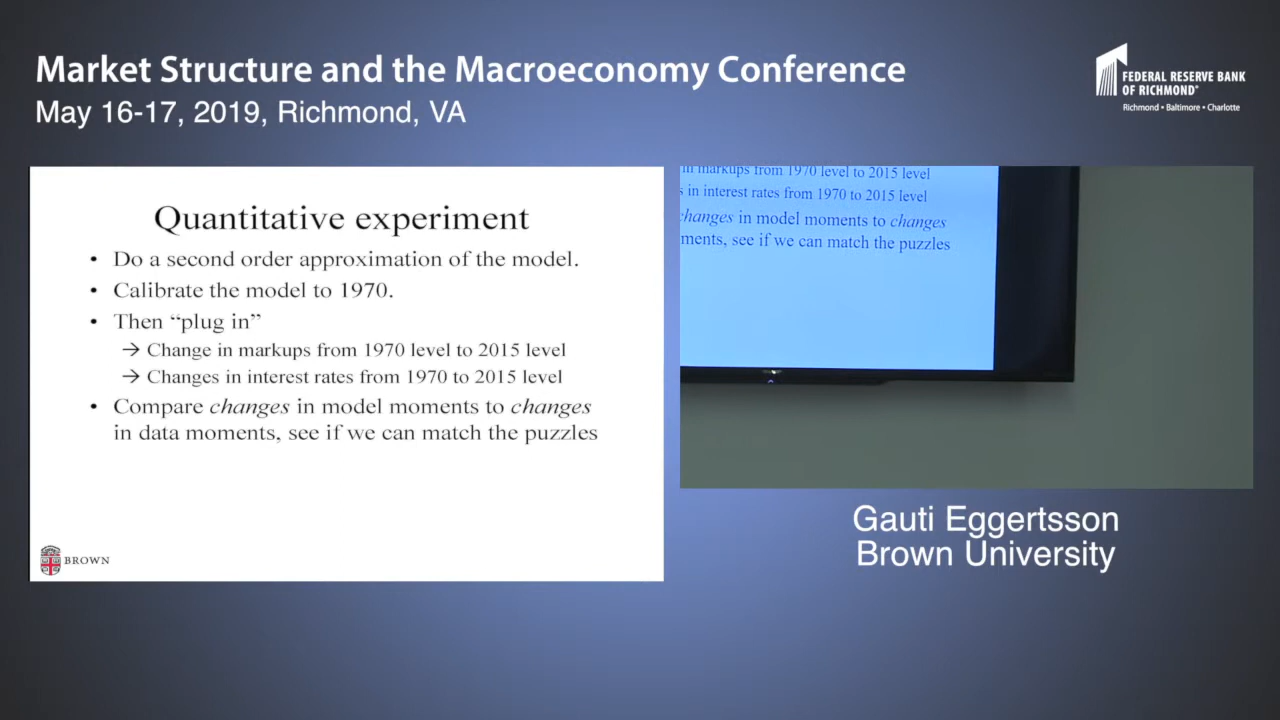 Market Structure and the Macroeconomy Conference
May 16-17, 2019, Richmond, VA
FEDERAL RESERVE BANK
OF RICHMOND®
Richmond • Baltimore • Charlotte
Quantitative experiment
• Do a second order approximation of the model.
• Calibrate the model to 1970.
• Then “plug in”
→ Change in markups from 1970 level to 2015 level
→ Changes in interest rates from 1970 to 2015 level
• Compare changes in model moments to changes
in data moments, see if we can match the puzzles
BROWN
in markups from 1970 level to 2015 level
s in interest rates from 1970 to 2015 level
changes in model moments to changes
ments, see if we can match the puzzles
Gauti Eggertsson
Brown University